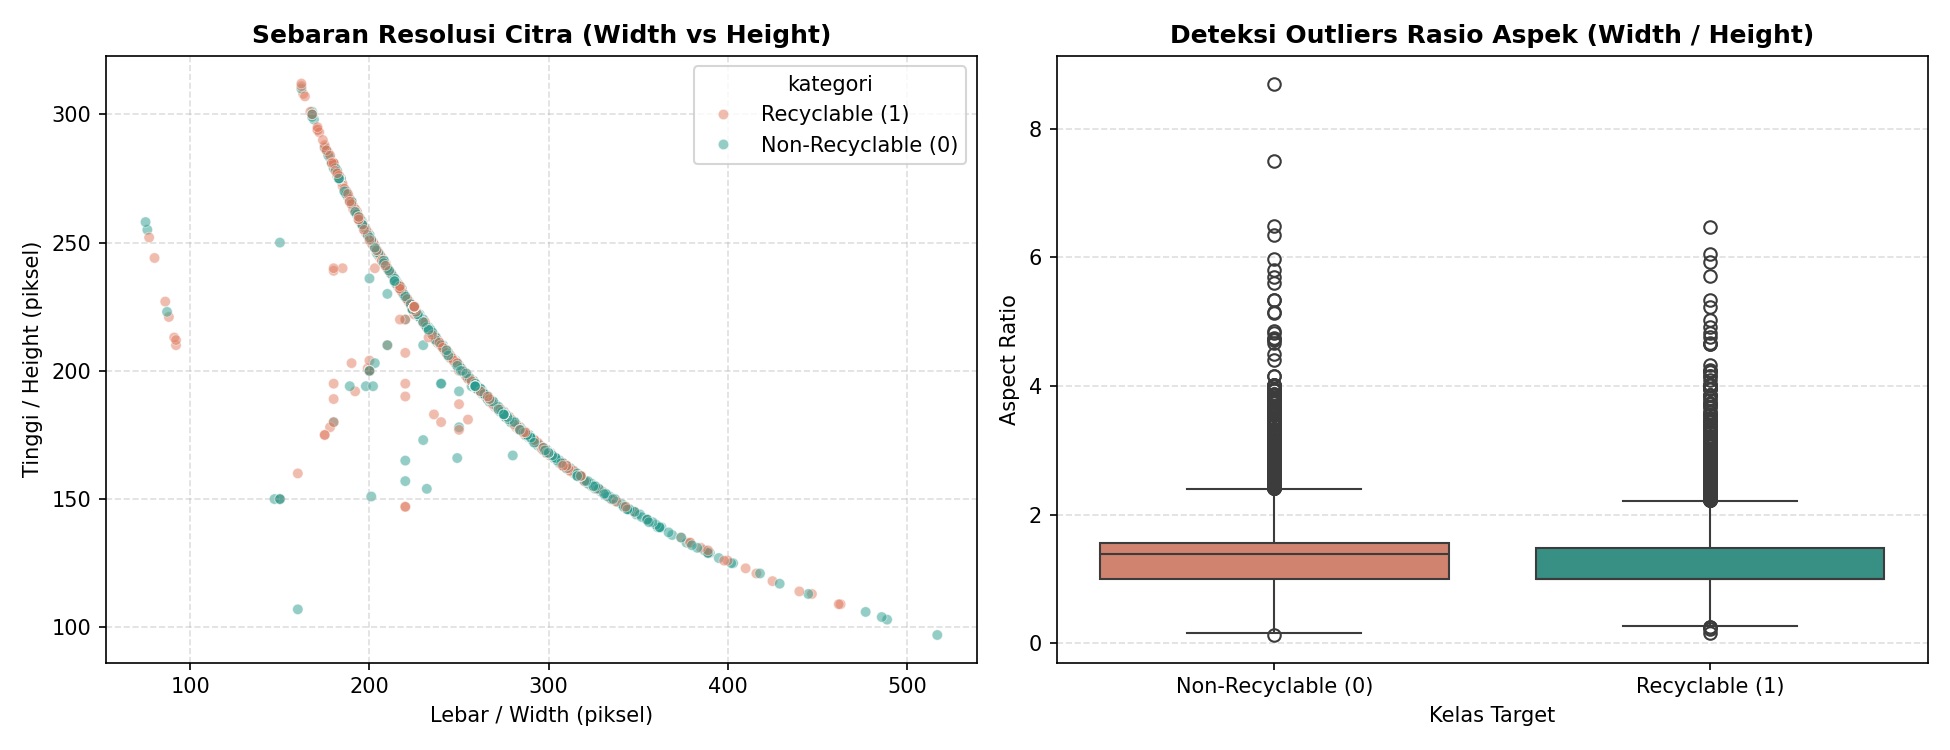 Sebaran Resolusi Citra (Width vs Height)
kategori
Recyclable (1)
Non-Recyclable (0)
300
250
200
150
100
Tinggi / Height (piksel)
100 200 300 400 500
Lebar / Width (piksel)
Deteksi Outliers Rasio Aspek (Width / Height)
8
6
4
2
0
Aspect Ratio
Non-Recyclable (0) Recyclable (1)
Kelas Target